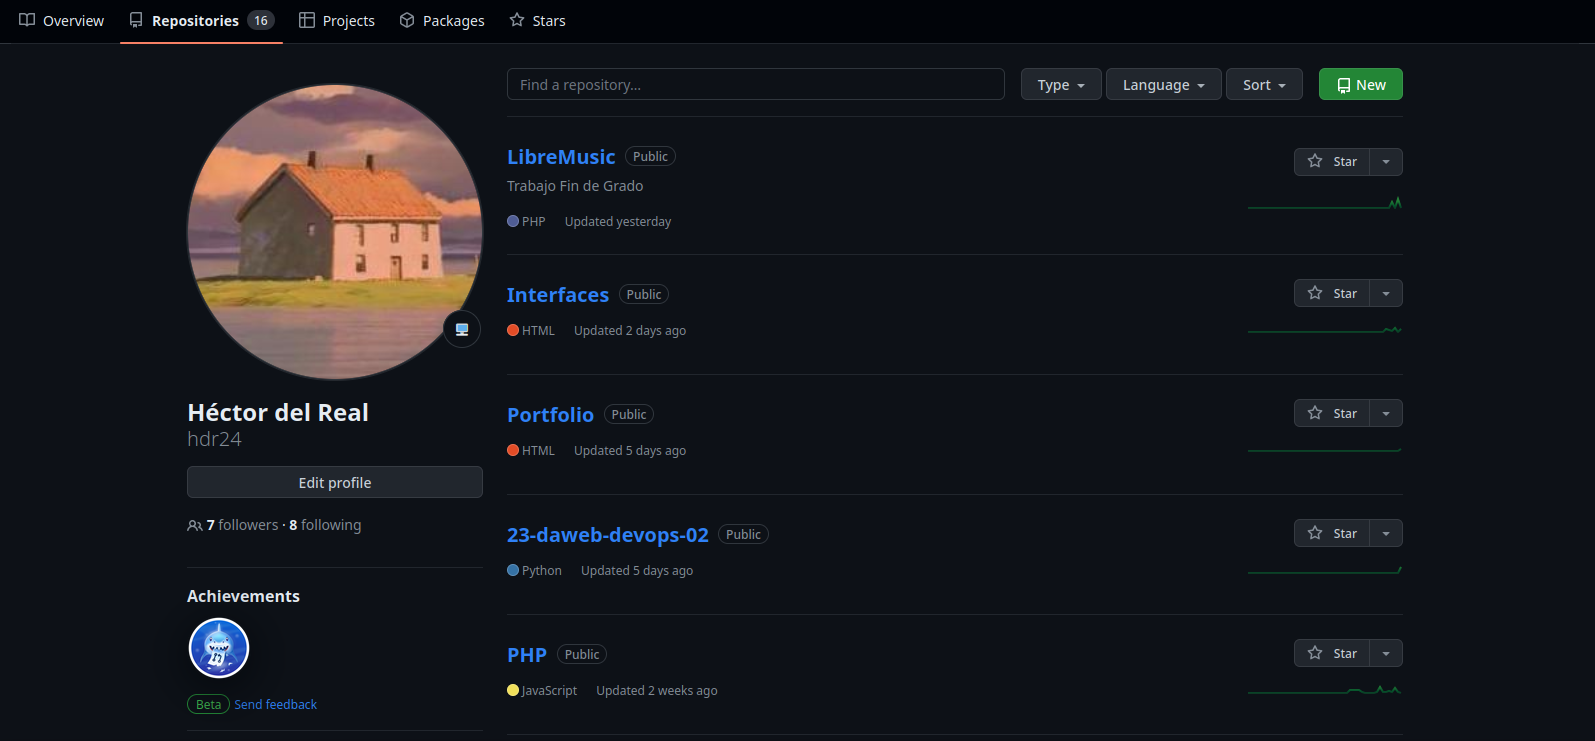 Overview Repositories 16 Projects Packages Stars
Find a repository... Type Language Sort New
LibreMusic Public Star
Trabajo Fin de Grado
PHP Updated yesterday
Interfaces Public Star
HTML Updated 2 days ago
Portfolio Public Star
HTML Updated 5 days ago
23-daweb-devops-02 Public Star
Python Updated 5 days ago
PHP Public Star
JavaScript Updated 2 weeks ago
Héctor del Real
hdr24
Edit profile
7 followers · 8 following
Achievements
Beta Send feedback